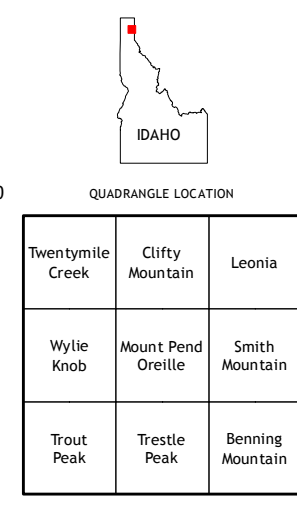 IDAHO
QUADRANGLE LOCATION
Twentymile
Creek
Clifty
Mountain
Leonia
Wylie
Knob
Mount Pend
Oreille
Smith
Mountain
Trout
Peak
Trestle
Peak
Benning
Mountain